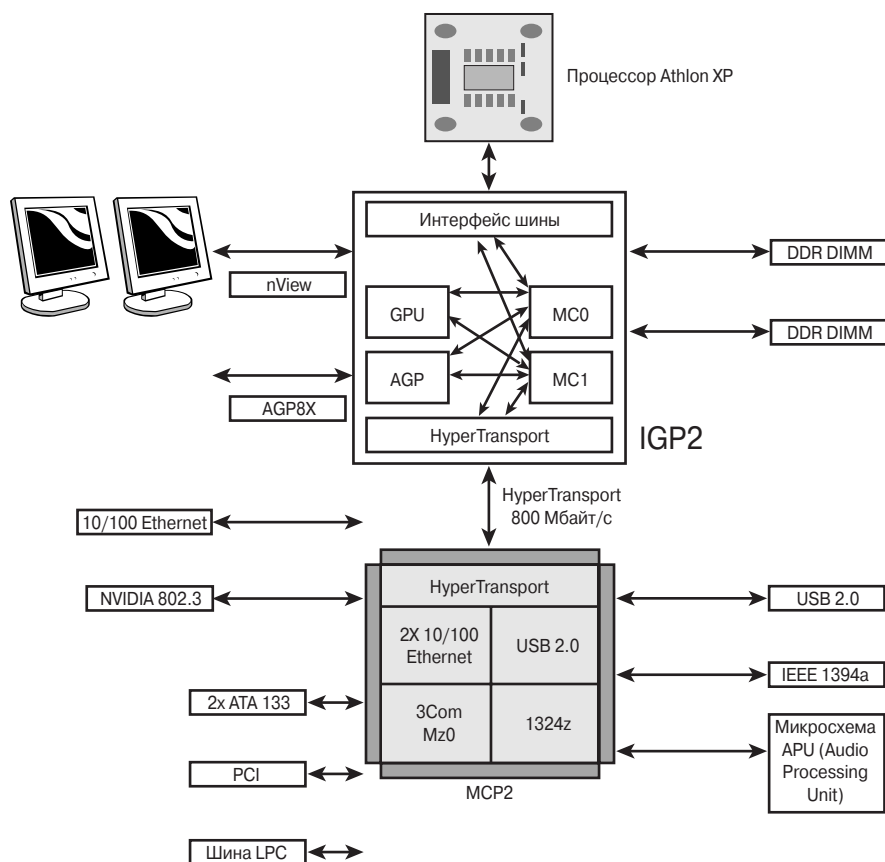 Процессор Athlon XP
Интерфейс шины
DDR DIMM
nView
GPU
MC0
DDR DIMM
AGP
MC1
AGP8X
HyperTransport
IGP2
HyperTransport
800 Мбайт/с
10/100 Ethernet
HyperTransport
NVIDIA 802.3
USB 2.0
2X 10/100
Ethernet
USB 2.0
IEEE 1394a
2x ATA 133
3Com
Mz0
1324z
Микросхема
APU (Audio
Processing
Unit)
PCI
MCP2
Шина LPC